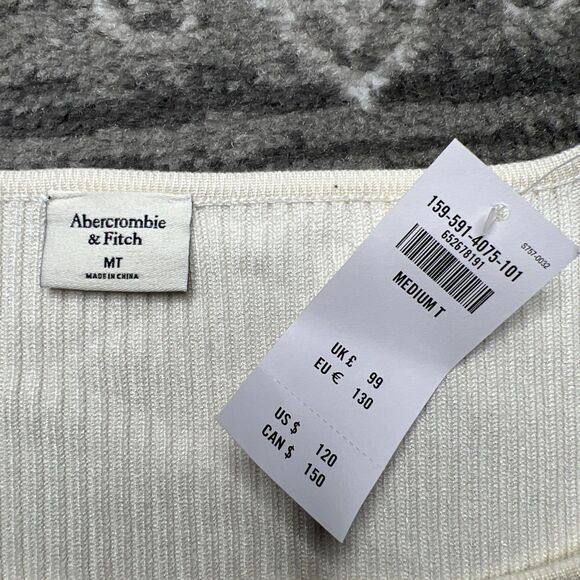 Abercrombie
& Fitch
MT
MADE IN CHINA
159-591-4075-101
652678191
S767-0032
MEDIUM T
UK £ 99
EU € 130
US $ 120
CAN $ 150